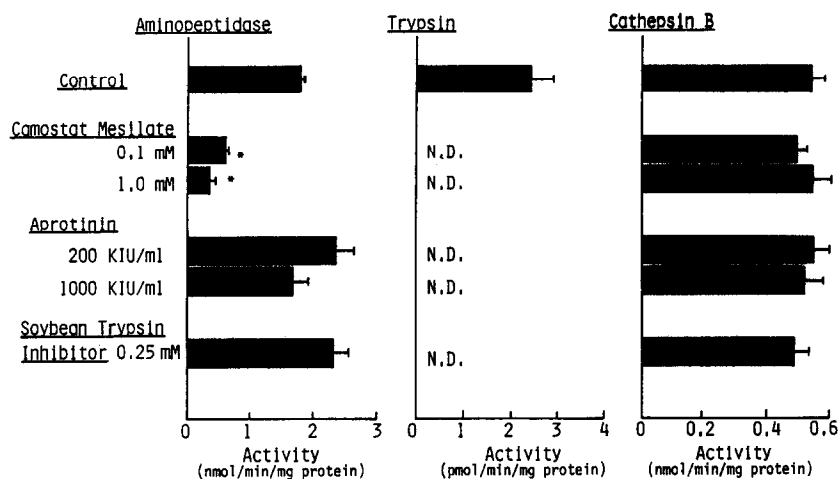 Aminopeptidase Trypsin Cathepsin B
Control
Camostat Mesilate
0.1 mM * N.D.
1.0 mM * N.D.
Aprotinin
200 KIU/ml N.D.
1000 KIU/ml N.D.
Soybean Trypsin
Inhibitor 0.25 mM N.D.
0 1 2 3 0 1 2 3 4 0 0.2 0.4 0.6
Activity Activity Activity
(nmol/min/mg protein) (pmol/min/mg protein) (nmol/min/mg protein)